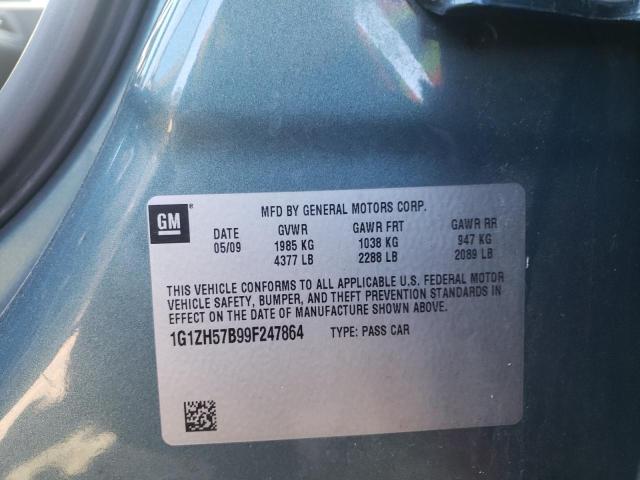 GM ®
MFD BY GENERAL MOTORS CORP.
DATE GVWR GAWR FRT GAWR RR
05/09 1985 KG 1038 KG 947 KG
4377 LB 2288 LB 2089 LB
THIS VEHICLE CONFORMS TO ALL APPLICABLE U.S. FEDERAL MOTOR
VEHICLE SAFETY, BUMPER, AND THEFT PREVENTION STANDARDS IN
EFFECT ON THE DATE OF MANUFACTURE SHOWN ABOVE.
1G1ZH57B99F247864 TYPE: PASS CAR